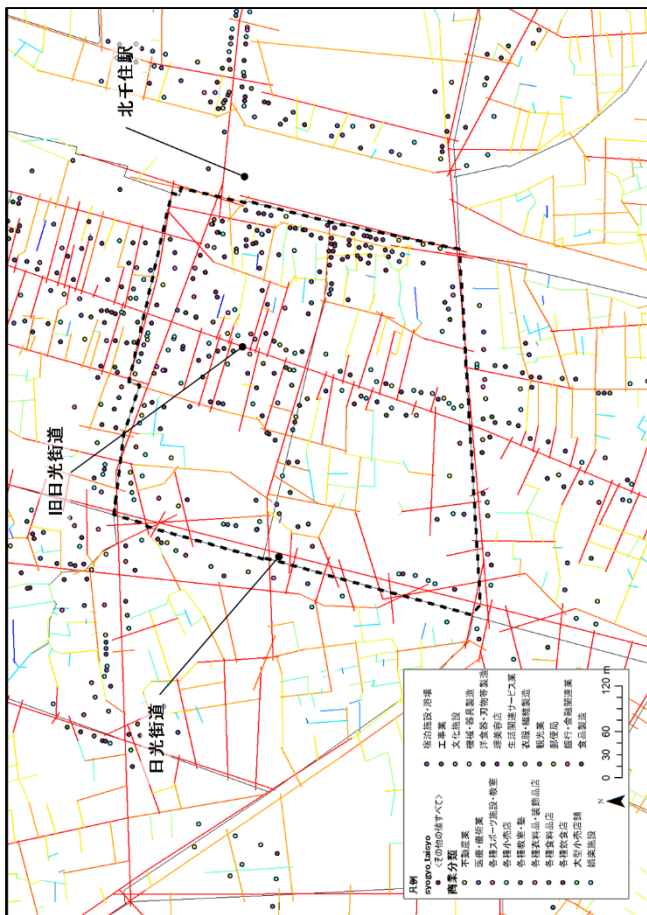 北千住駅
旧日光街道
日光街道
凡例
syogyo_taisyo
<その他の値すべて>
商業分類
不動産業
医療・優術業
各種スポーツ施設・教室
各種小売店
各種教室・塾
各種衣料品・装飾品店
各種食料品店
各種飲食店
大型小売店舗
娯楽施設
宿泊施設・浴場
工事業
文化施設
機械・器具製造
洋食器・刃物等製造
理美容店
生活関連サービス業
衣服・繊維製造
観光業
郵便局
銀行・金融関連業
食品製造
N
0 30 60 120 m